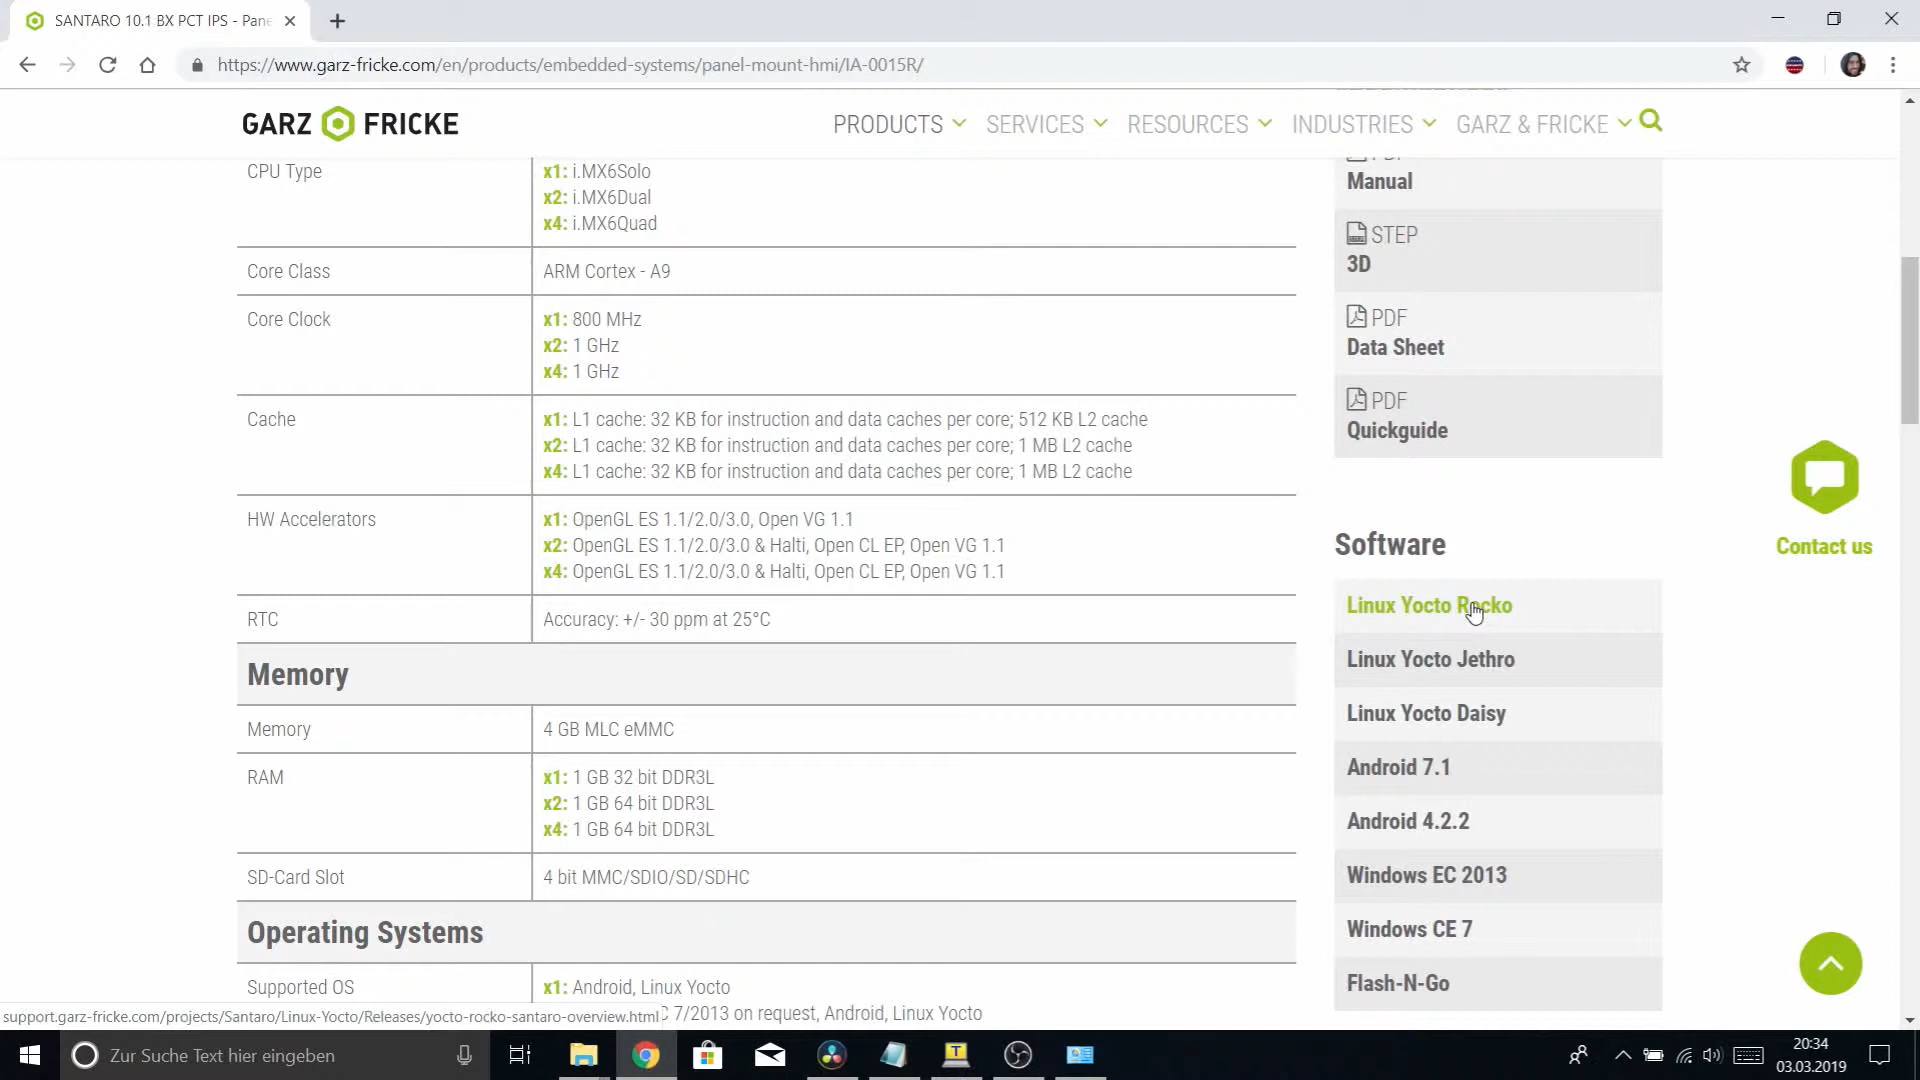 SANTARO 10.1 BX PCT IPS - Pane
https://www.garz-fricke.com/en/products/embedded-systems/panel-mount-hmi/IA-0015R/
GARZ FRICKE
PRODUCTS
SERVICES
RESOURCES
INDUSTRIES
GARZ & FRICKE
CPU Type
x1: i.MX6Solo
x2: i.MX6Dual
x4: i.MX6Quad
Core Class
ARM Cortex - A9
Core Clock
x1: 800 MHz
x2: 1 GHz
x4: 1 GHz
Cache
x1: L1 cache: 32 KB for instruction and data caches per core; 512 KB L2 cache
x2: L1 cache: 32 KB for instruction and data caches per core; 1 MB L2 cache
x4: L1 cache: 32 KB for instruction and data caches per core; 1 MB L2 cache
HW Accelerators
x1: OpenGL ES 1.1/2.0/3.0, Open VG 1.1
x2: OpenGL ES 1.1/2.0/3.0 & Halti, Open CL EP, Open VG 1.1
x4: OpenGL ES 1.1/2.0/3.0 & Halti, Open CL EP, Open VG 1.1
RTC
Accuracy: +/- 30 ppm at 25°C
Memory
Memory
4 GB MLC eMMC
RAM
x1: 1 GB 32 bit DDR3L
x2: 1 GB 64 bit DDR3L
x4: 1 GB 64 bit DDR3L
SD-Card Slot
4 bit MMC/SDIO/SD/SDHC
Operating Systems
Supported OS
x1: Android, Linux Yocto
C 7/2013 on request, Android, Linux Yocto
Manual
STEP
3D
PDF
Data Sheet
PDF
Quickguide
Software
Linux Yocto Rocko
Linux Yocto Jethro
Linux Yocto Daisy
Android 7.1
Android 4.2.2
Windows EC 2013
Windows CE 7
Flash-N-Go
Contact us
support.garz-fricke.com/projects/Santaro/Linux-Yocto/Releases/yocto-rocko-santaro-overview.html
Zur Suche Text hier eingeben
20:34
03.03.2019